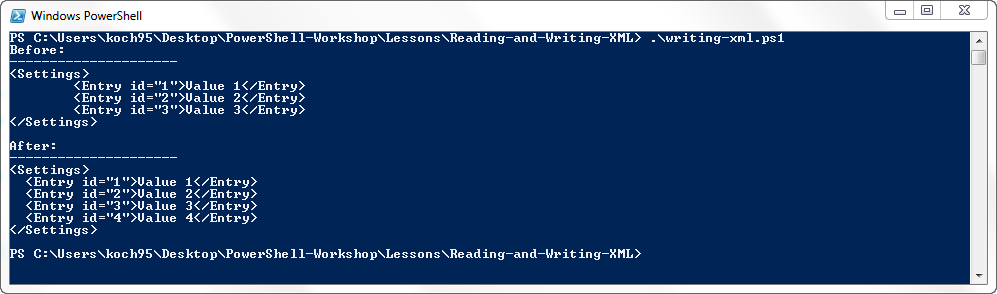 Windows PowerShell
PS C:\Users\koch95\Desktop\PowerShell-Workshop\Lessons\Reading-and-Writing-XML> .\writing-xml.ps1
Before:
---------------------
<Settings>
        <Entry id="1">Value 1</Entry>
        <Entry id="2">Value 2</Entry>
        <Entry id="3">Value 3</Entry>
</Settings>

After:
---------------------
<Settings>
  <Entry id="1">Value 1</Entry>
  <Entry id="2">Value 2</Entry>
  <Entry id="3">Value 3</Entry>
  <Entry id="4">Value 4</Entry>
</Settings>

PS C:\Users\koch95\Desktop\PowerShell-Workshop\Lessons\Reading-and-Writing-XML>